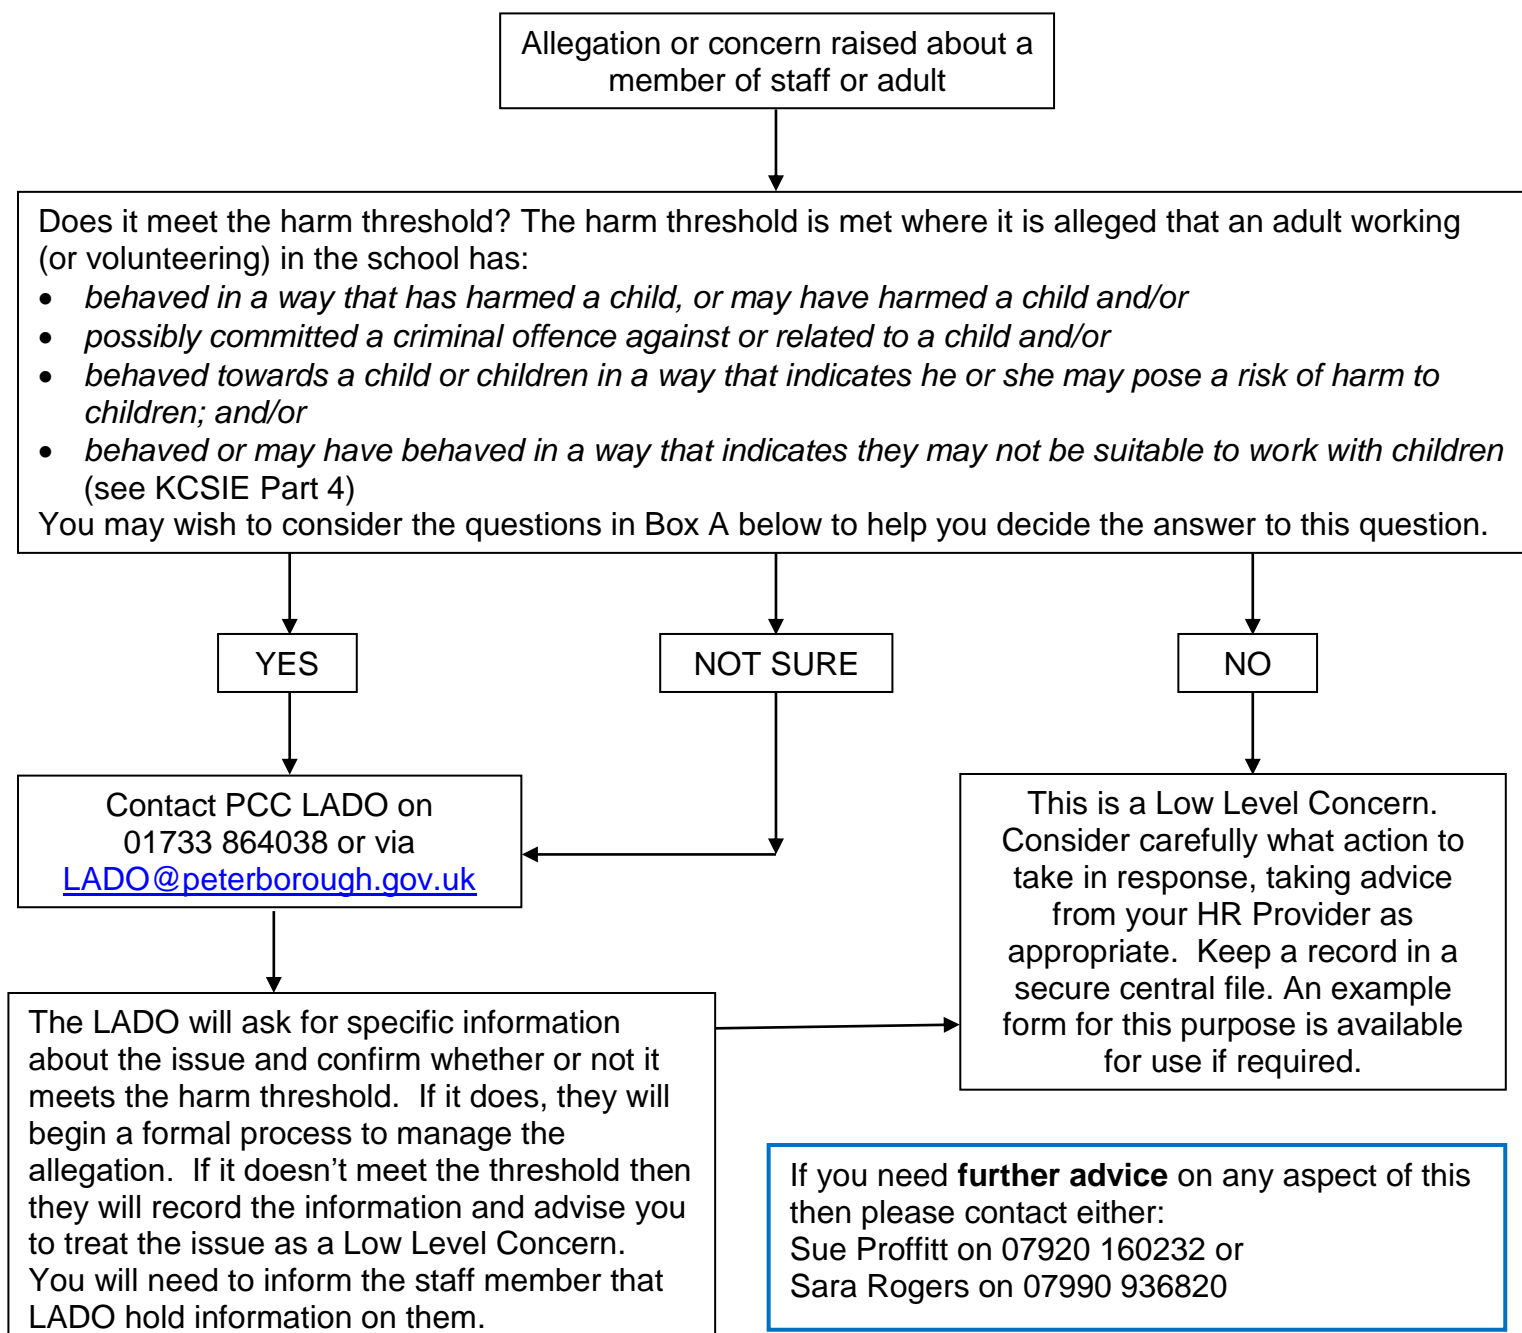 Allegation or concern raised about a
member of staff or adult
Does it meet the harm threshold? The harm threshold is met where it is alleged that an adult working
(or volunteering) in the school has:
• behaved in a way that has harmed a child, or may have harmed a child and/or
• possibly committed a criminal offence against or related to a child and/or
• behaved towards a child or children in a way that indicates he or she may pose a risk of harm to
children; and/or
• behaved or may have behaved in a way that indicates they may not be suitable to work with children
(see KCSIE Part 4)
You may wish to consider the questions in Box A below to help you decide the answer to this question.
YES
NOT SURE
NO
Contact PCC LADO on
01733 864038 or via
LADO@peterborough.gov.uk
This is a Low Level Concern.
Consider carefully what action to
take in response, taking advice
from your HR Provider as
appropriate.  Keep a record in a
secure central file. An example
form for this purpose is available
for use if required.
The LADO will ask for specific information
about the issue and confirm whether or not it
meets the harm threshold.  If it does, they will
begin a formal process to manage the
allegation.  If it doesn’t meet the threshold then
they will record the information and advise you
to treat the issue as a Low Level Concern.
You will need to inform the staff member that
LADO hold information on them.
If you need further advice on any aspect of this
then please contact either:
Sue Proffitt on 07920 160232 or
Sara Rogers on 07990 936820